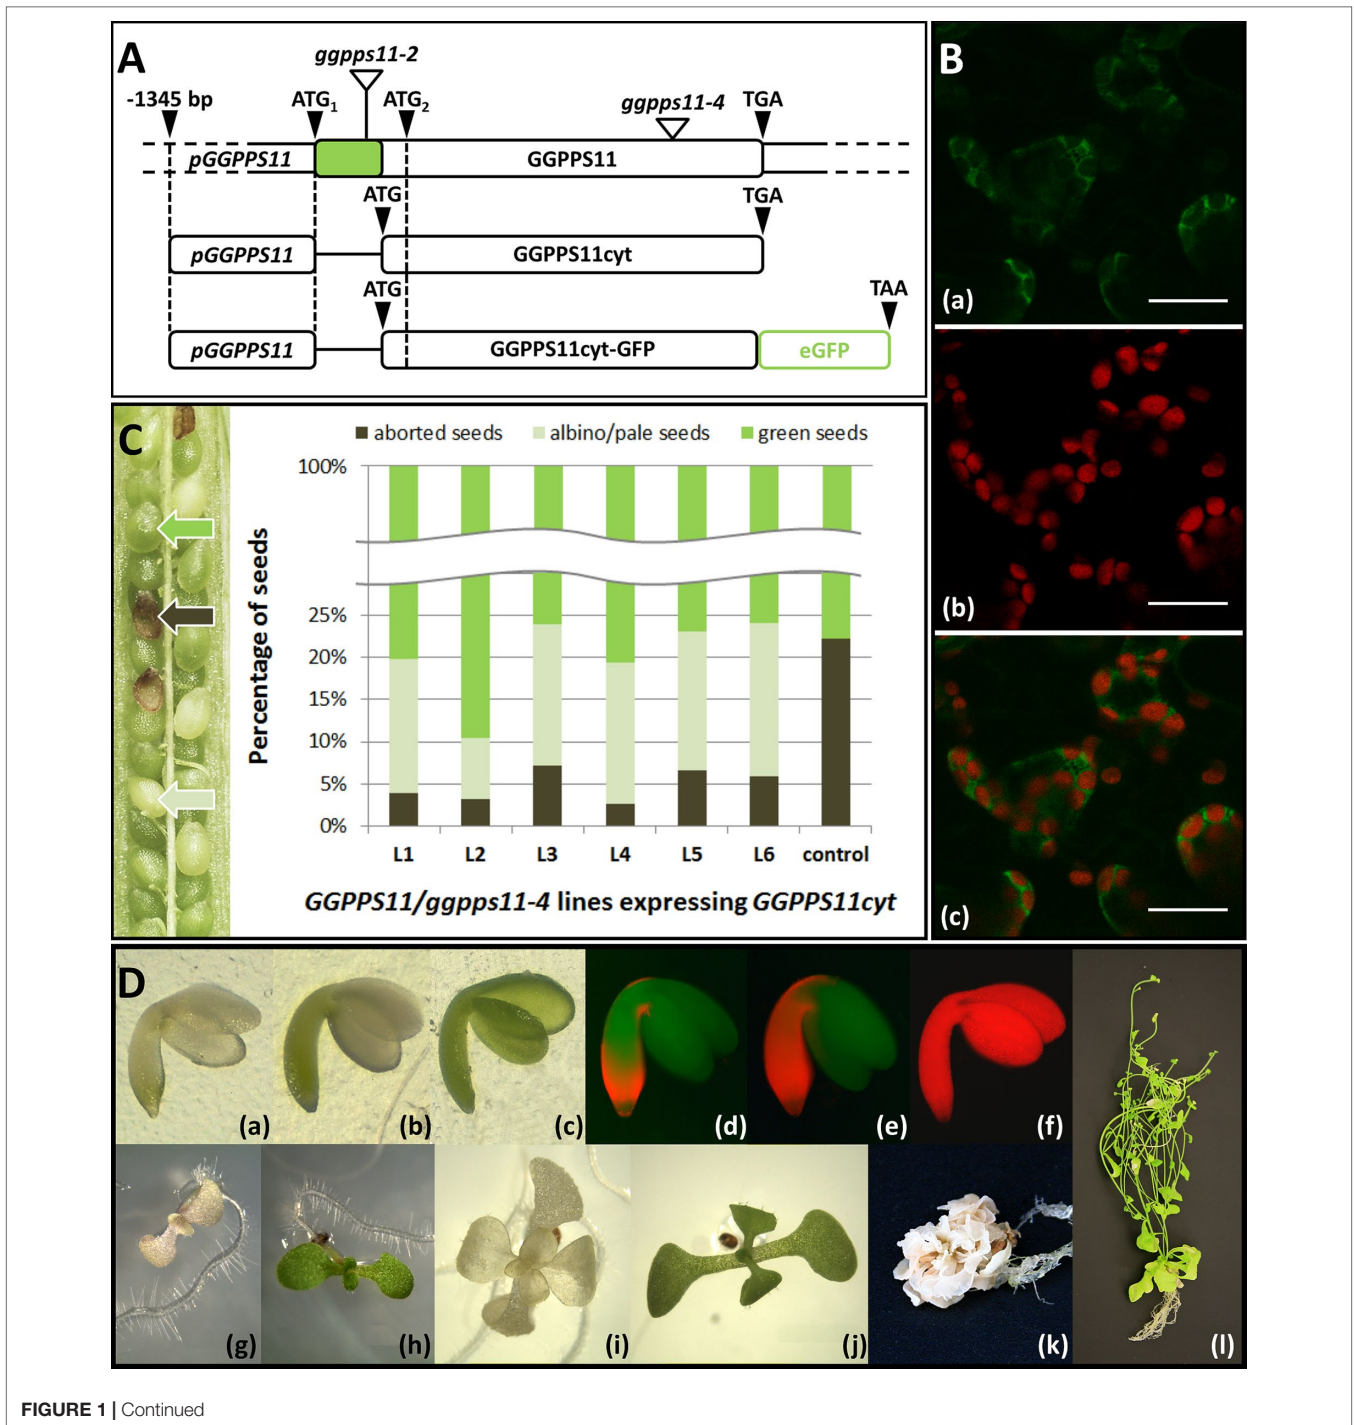 A
ggpps11-2
-1345 bp
ATG1
ATG2
ggpps11-4
TGA
pGGPPS11
GGPPS11
ATG
TGA
pGGPPS11
GGPPS11cyt
ATG
TAA
pGGPPS11
GGPPS11cyt-GFP
eGFP
B
(a)
(b)
(c)
C
aborted seeds
albino/pale seeds
green seeds
Percentage of seeds
100%
25%
20%
15%
10%
5%
0%
L1
L2
L3
L4
L5
L6
control
GGPPS11/ggpps11-4 lines expressing GGPPS11cyt
D
(a)
(b)
(c)
(d)
(e)
(f)
(g)
(h)
(i)
(j)
(k)
(l)
FIGURE 1 | Continued